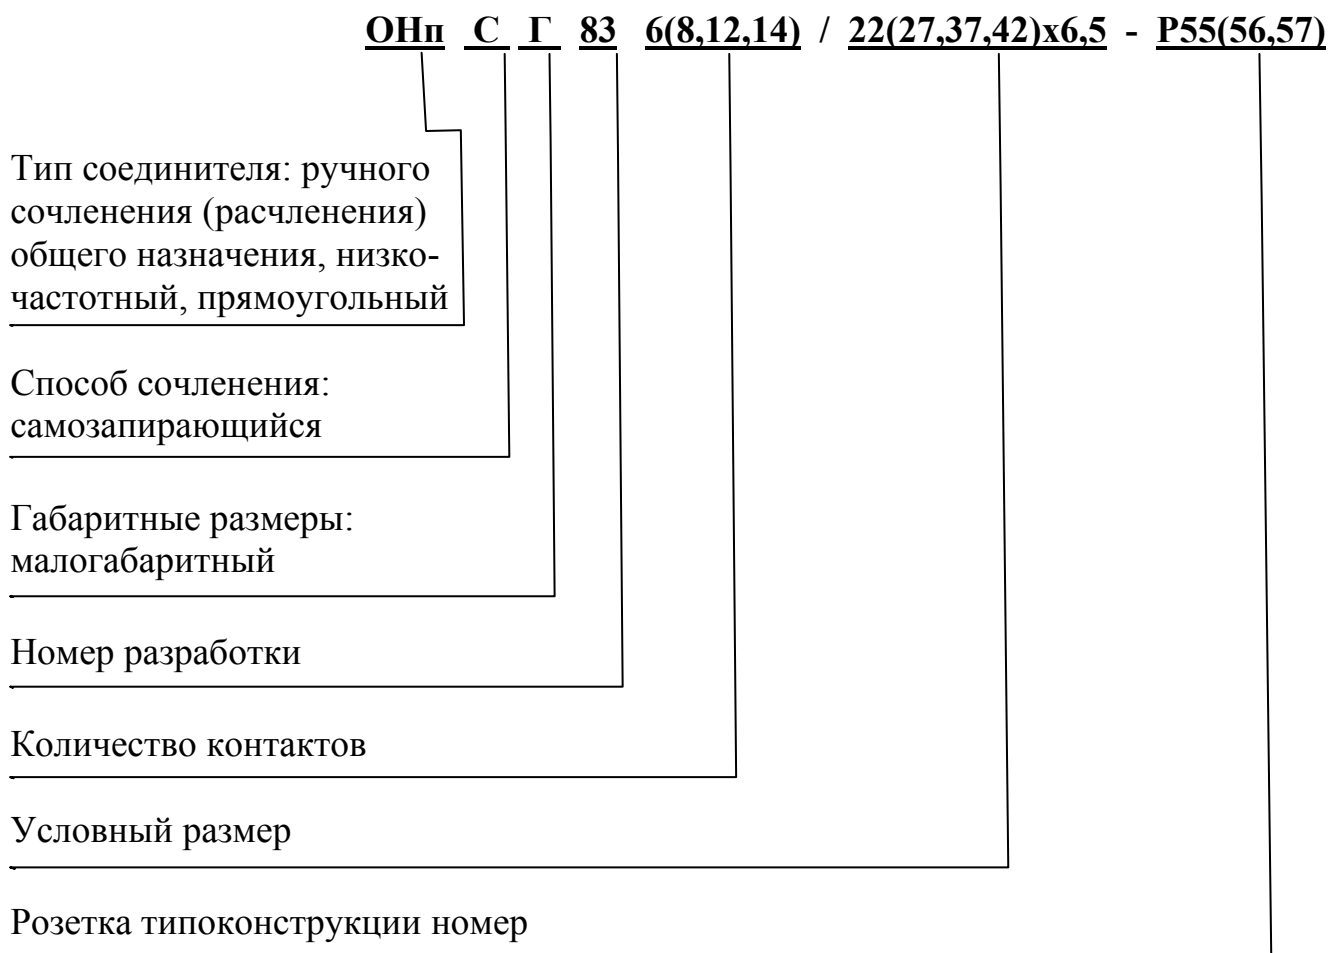 ОНп С Г 83 6(8,12,14) / 22(27,37,42)х6,5 - Р55(56,57)
Тип соединителя: ручного
сочленения (расчленения)
общего назначения, низко-
частотный, прямоугольный
Способ сочленения:
самозапирающийся
Габаритные размеры:
малогабаритный
Номер разработки
Количество контактов
Условный размер
Розетка типоконструкции номер